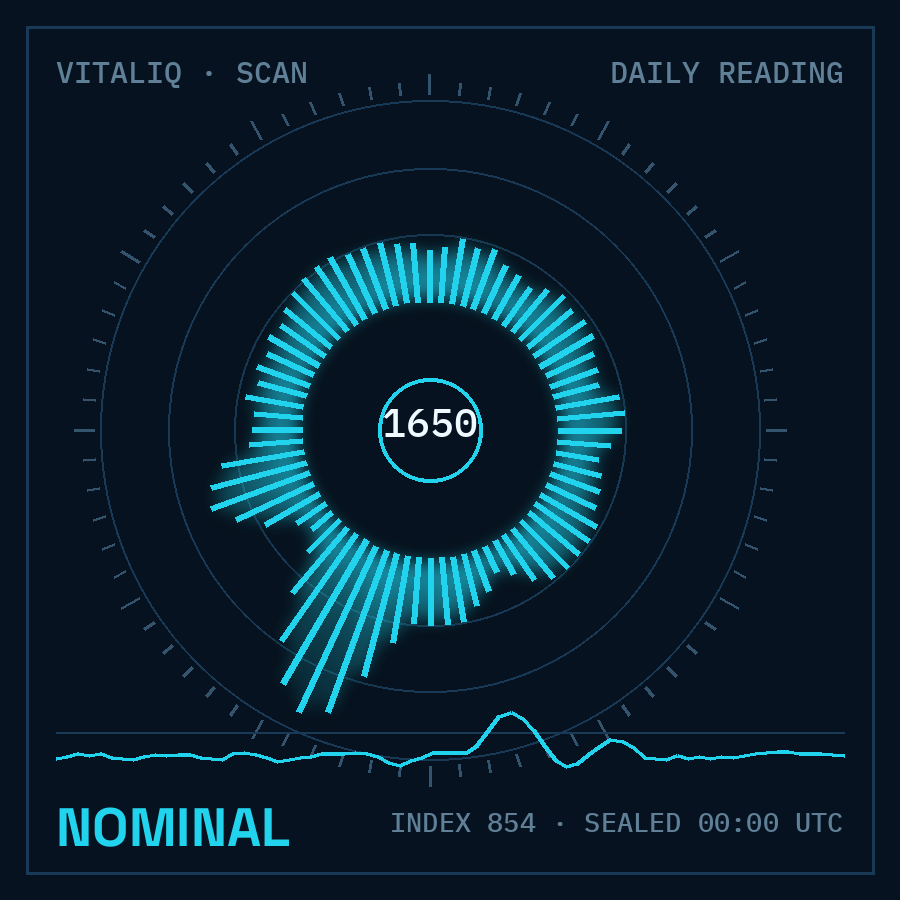 VITALIQ · SCAN
DAILY READING
1650
NOMINAL
INDEX 854 · SEALED 00:00 UTC